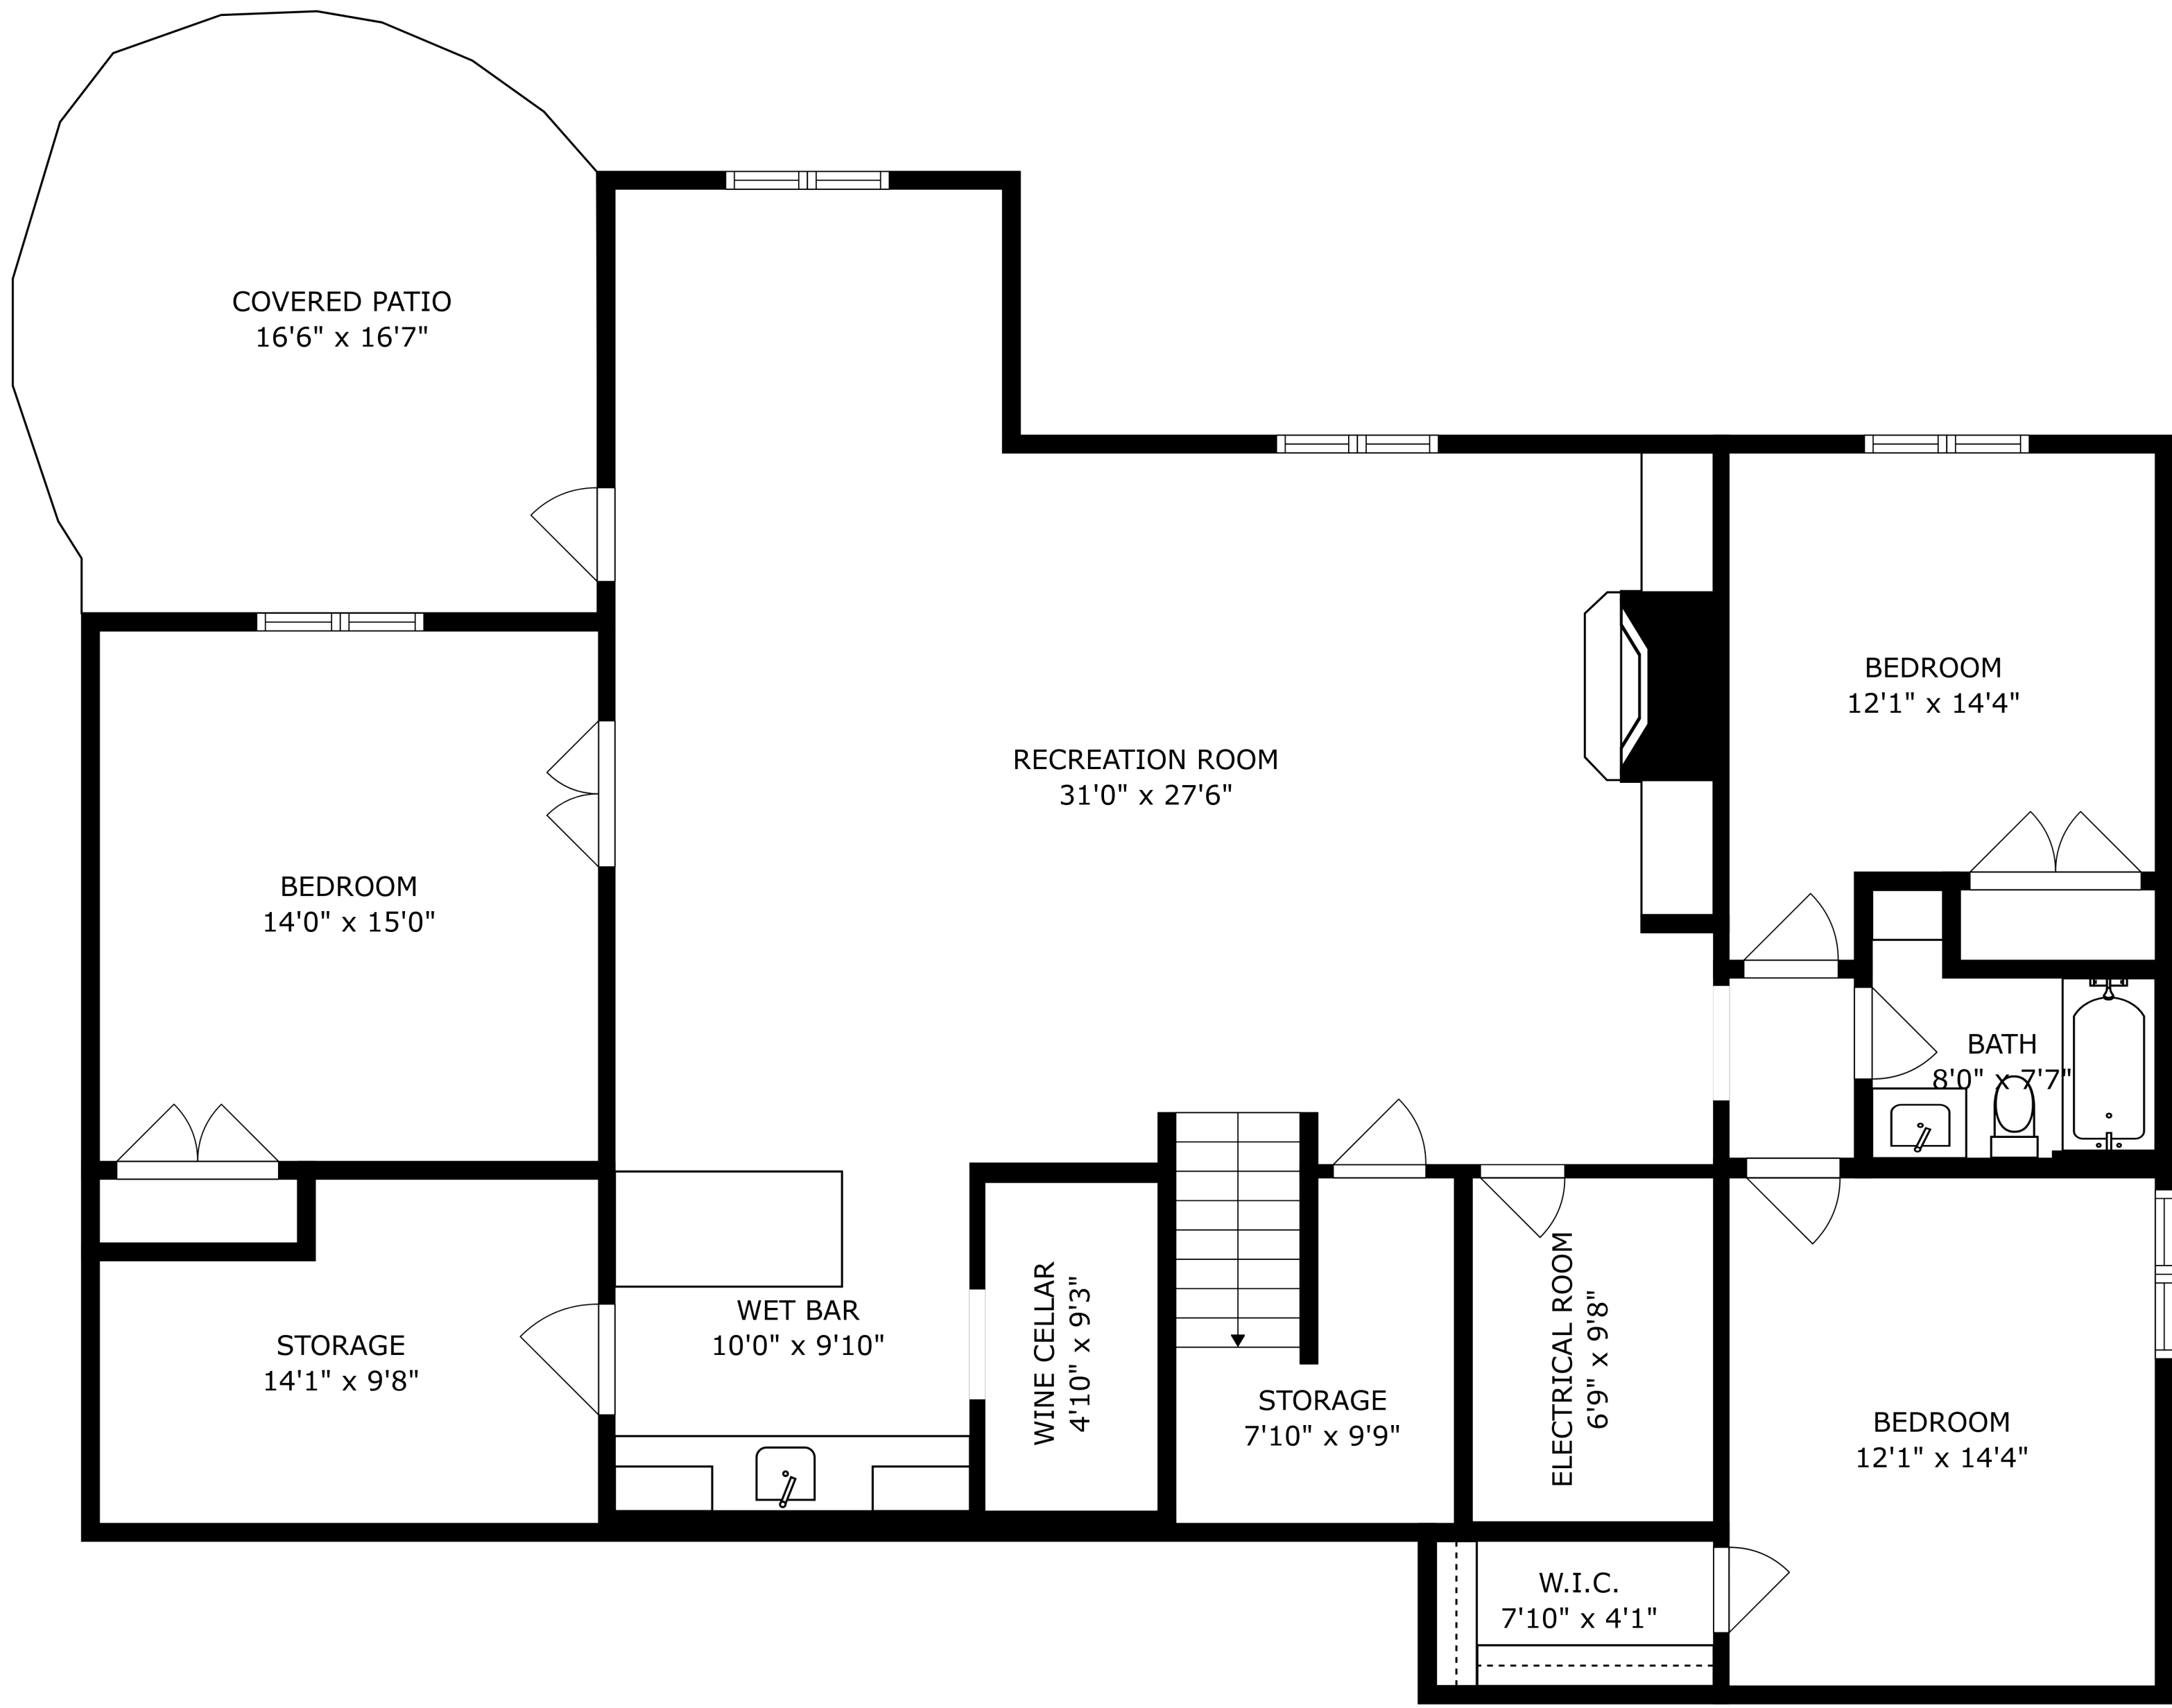 COVERED PATIO
16'6" x 16'7"
BEDROOM
12'1" x 14'4"
RECREATION ROOM
31'0" x 27'6"
BEDROOM
14'0" x 15'0"
BATH
8'0" x 7'7"
WET BAR
10'0" x 9'10"
WINE CELLAR
4'10" x 9'3"
STORAGE
14'1" x 9'8"
STORAGE
7'10" x 9'9"
ELECTRICAL ROOM
6'9" x 9'8"
BEDROOM
12'1" x 14'4"
W.I.C.
7'10" x 4'1"